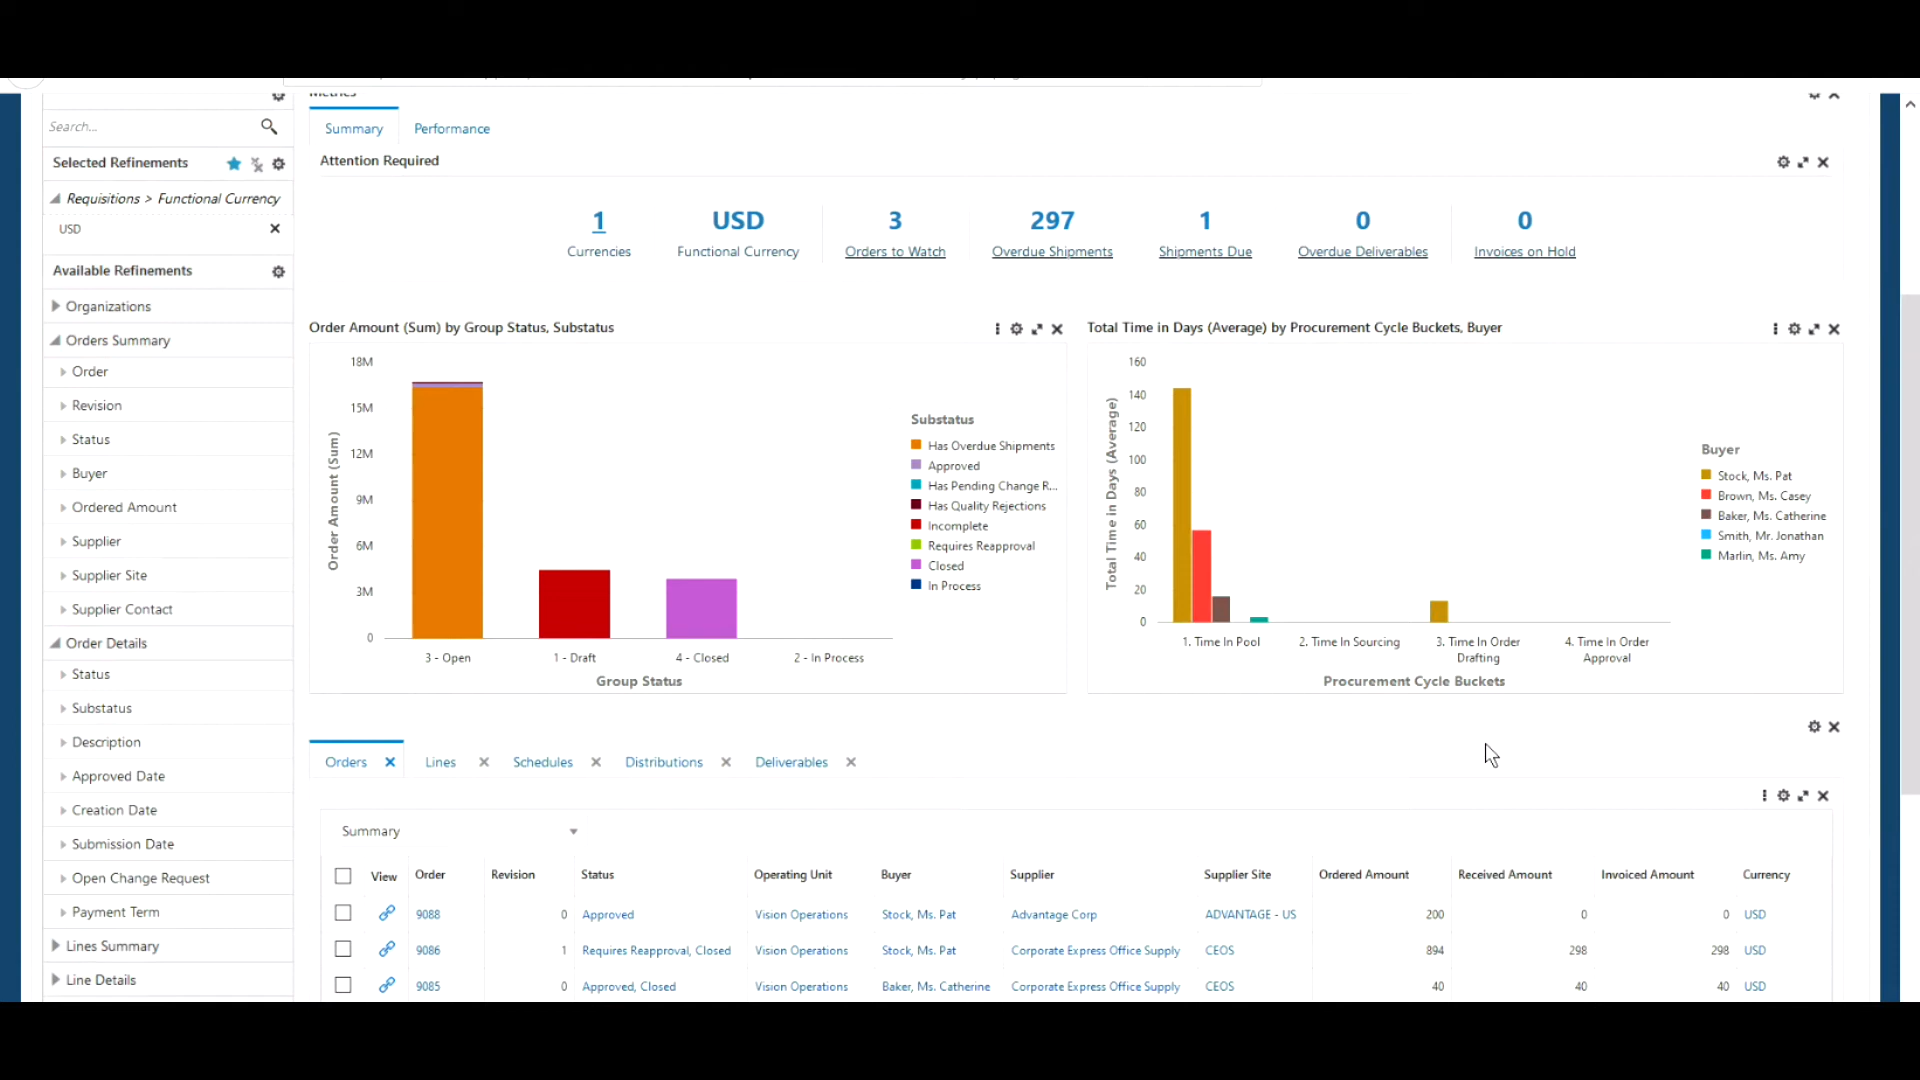 Metrics
Search...
Summary
Performance
Selected Refinements
Attention Required
Requisitions > Functional Currency
USD
1
USD
3
297
1
0
0
Currencies
Functional Currency
Orders to Watch
Overdue Shipments
Shipments Due
Overdue Deliverables
Invoices on Hold
Available Refinements
Organizations
Orders Summary
Order
Revision
Status
Buyer
Ordered Amount
Supplier
Supplier Site
Supplier Contact
Order Details
Status
Substatus
Description
Approved Date
Creation Date
Submission Date
Open Change Request
Payment Term
Lines Summary
Line Details
Order Amount (Sum) by Group Status, Substatus
Order Amount (Sum)
18M
15M
12M
9M
6M
3M
0
3 - Open
1 - Draft
4 - Closed
2 - In Process
Group Status
Substatus
Has Overdue Shipments
Approved
Has Pending Change R...
Has Quality Rejections
Incomplete
Requires Reapproval
Closed
In Process
Total Time in Days (Average) by Procurement Cycle Buckets, Buyer
Total Time in Days (Average)
160
140
120
100
80
60
40
20
0
1. Time In Pool
2. Time In Sourcing
3. Time In Order
Drafting
4. Time In Order
Approval
Procurement Cycle Buckets
Buyer
Stock, Ms. Pat
Brown, Ms. Casey
Baker, Ms. Catherine
Smith, Mr. Jonathan
Marlin, Ms. Amy
Orders
Lines
Schedules
Distributions
Deliverables
Summary
View Order Revision Status Operating Unit Buyer Supplier Supplier Site Ordered Amount Received Amount Invoiced Amount Currency
9088 0 Approved Vision Operations Stock, Ms. Pat Advantage Corp ADVANTAGE - US 200 0 0 USD
9086 1 Requires Reapproval, Closed Vision Operations Stock, Ms. Pat Corporate Express Office Supply CEOS 894 298 298 USD
9085 0 Approved, Closed Vision Operations Baker, Ms. Catherine Corporate Express Office Supply CEOS 40 40 40 USD